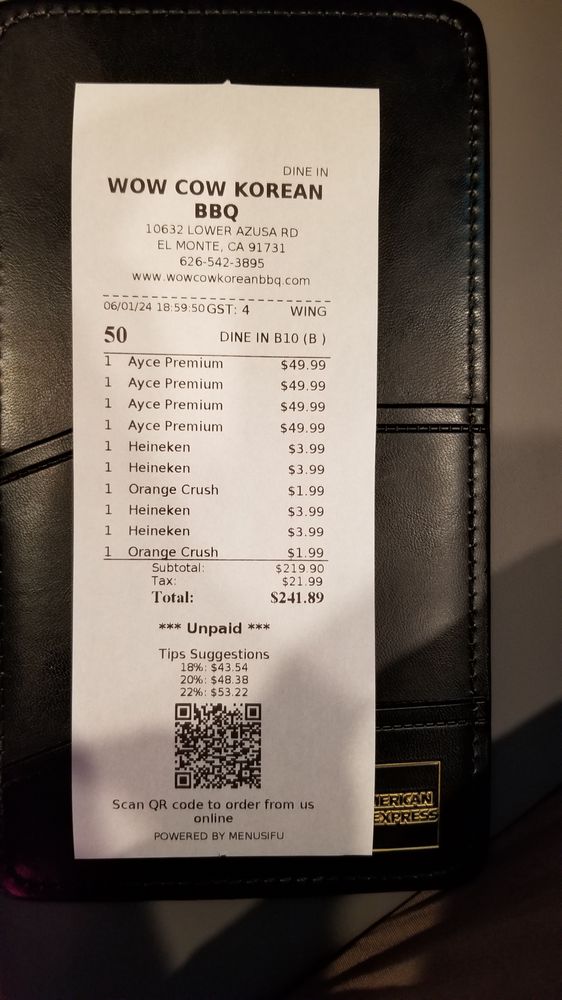 DINE IN
WOW COW KOREAN
BBQ
10632 LOWER AZUSA RD
EL MONTE, CA 91731
626-542-3895
www.wowcowkoreanbbq.com
06/01/24 18:59:50 GST: 4 WING
50 DINE IN B10 (B )
1 Ayce Premium $49.99
1 Ayce Premium $49.99
1 Ayce Premium $49.99
1 Ayce Premium $49.99
1 Heineken $3.99
1 Heineken $3.99
1 Orange Crush $1.99
1 Heineken $3.99
1 Heineken $3.99
1 Orange Crush $1.99
Subtotal: $219.90
Tax: $21.99
Total: $241.89
*** Unpaid ***
Tips Suggestions
18%: $43.54
20%: $48.38
22%: $53.22
Scan QR code to order from us
online
POWERED BY MENUSIFU
ERICAN
EXPRESS